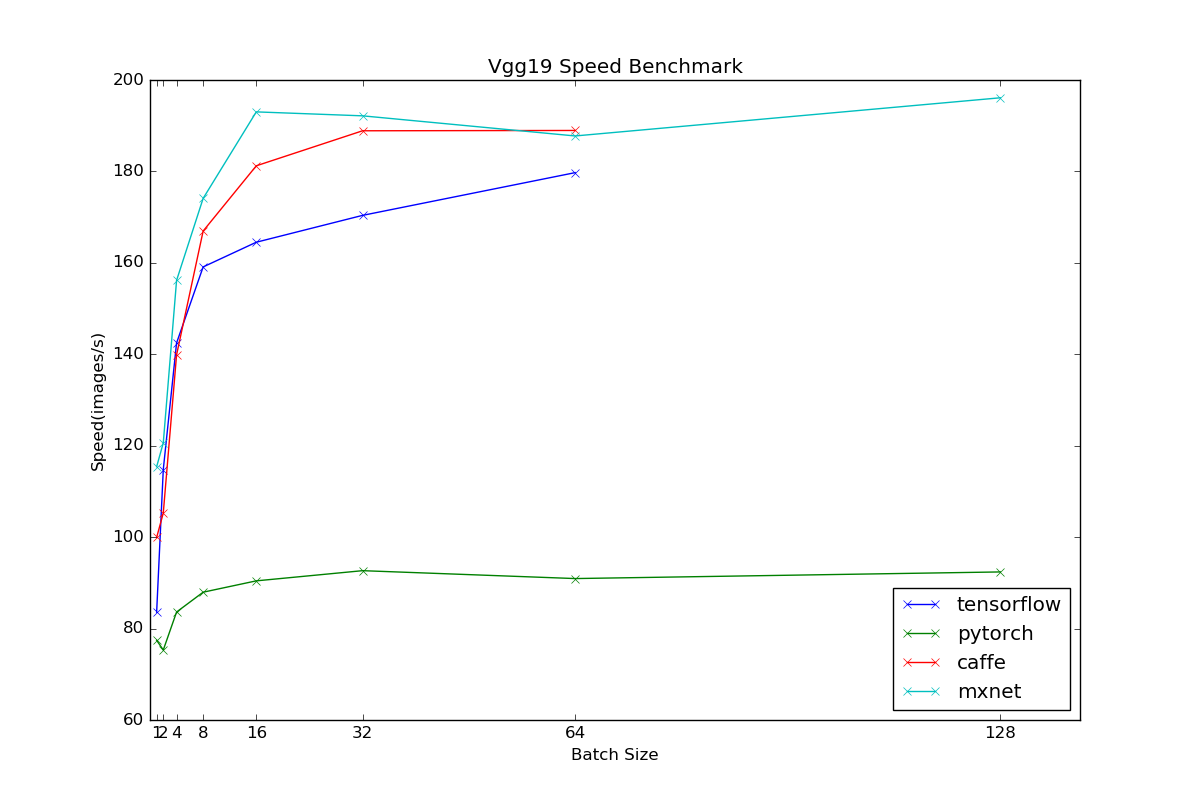 Vgg19 Speed Benchmark
200
180
160
140
120
100
80
60
Speed(images/s)
1 2 4 8 16 32 64 128
Batch Size
tensorflow
pytorch
caffe
mxnet